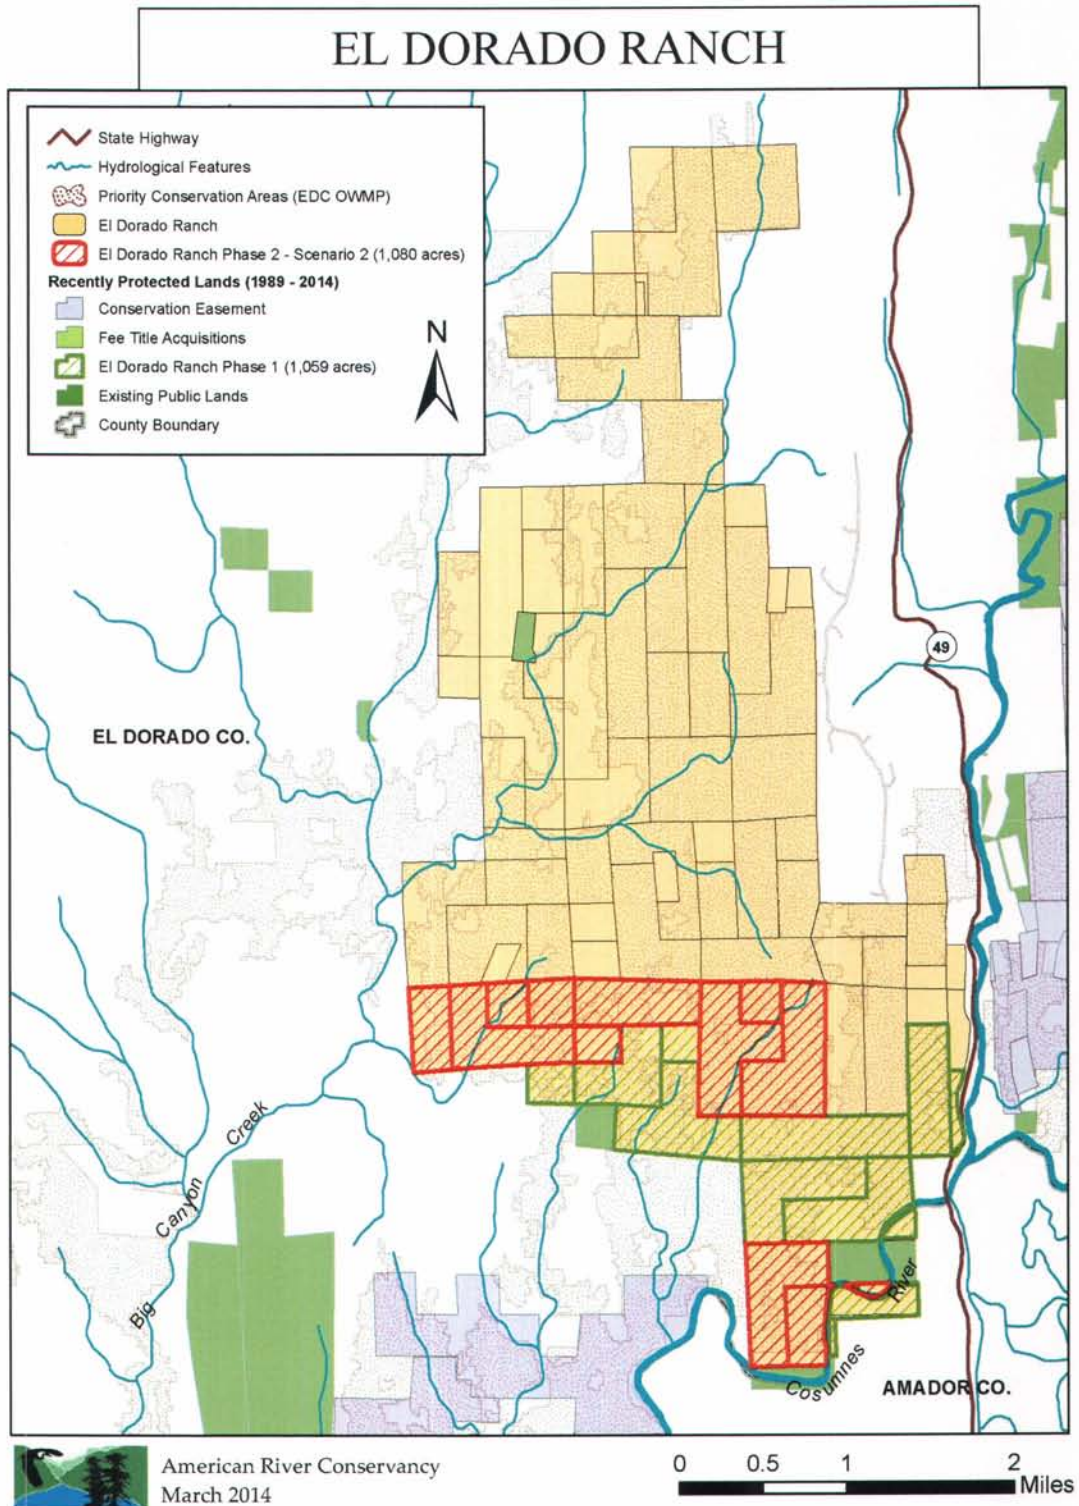 EL DORADO RANCH
State Highway
Hydrological Features
Priority Conservation Areas (EDC OWMP)
El Dorado Ranch
El Dorado Ranch Phase 2 - Scenario 2 (1,080 acres)
Recently Protected Lands (1989 - 2014)
Conservation Easement
Fee Title Acquisitions
El Dorado Ranch Phase 1 (1,059 acres)
Existing Public Lands
County Boundary
N
49
EL DORADO CO.
Big Canyon Creek
Cosumnes River
AMADOR CO.
American River Conservancy
March 2014
0 0.5 1 2
Miles